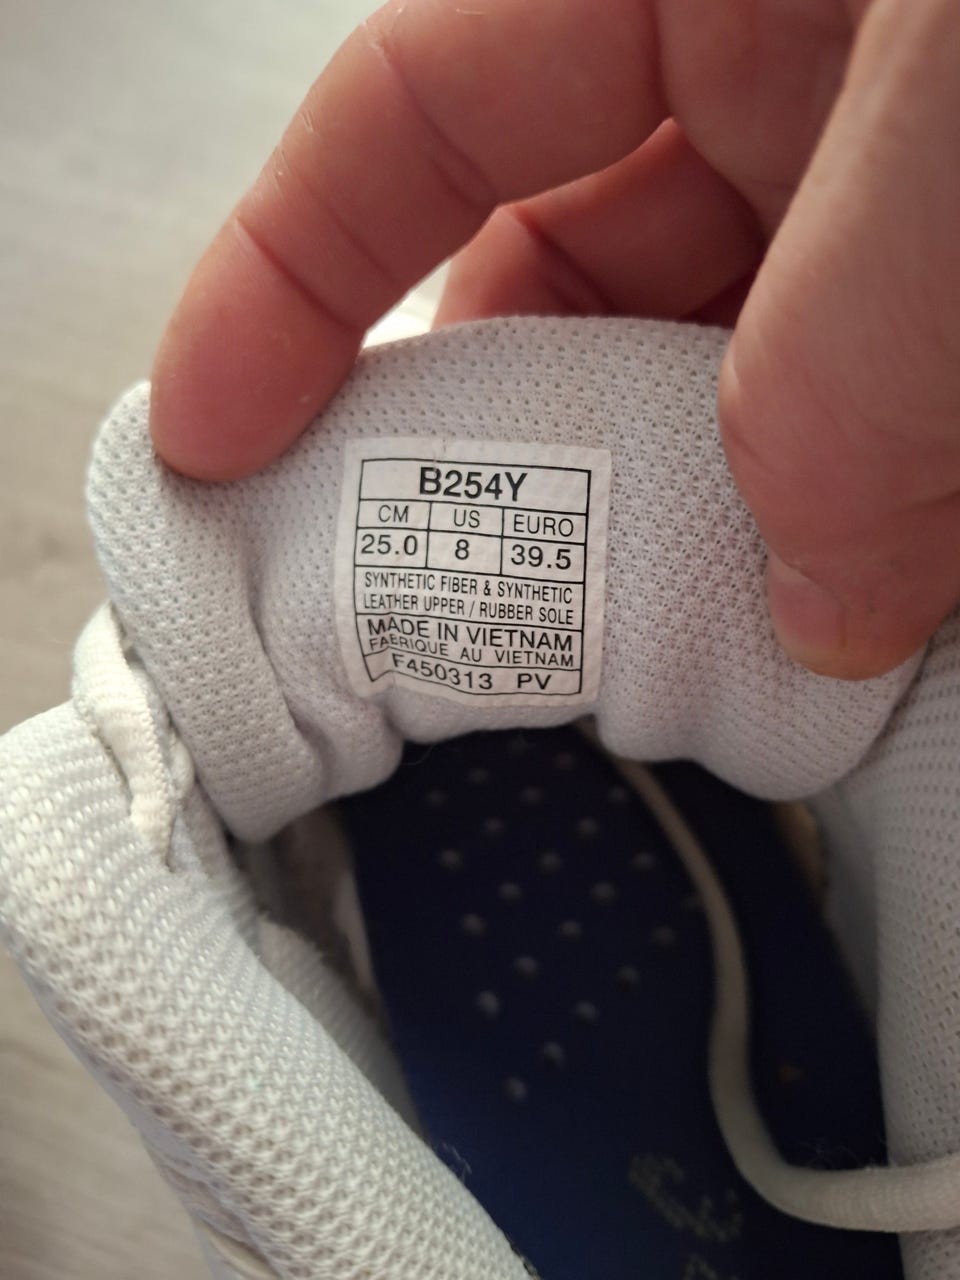 B254Y
CM US EURO
25.0 8 39.5
SYNTHETIC FIBER & SYNTHETIC
LEATHER UPPER / RUBBER SOLE
MADE IN VIETNAM
FABRIQUE AU VIETNAM
F450313 PV